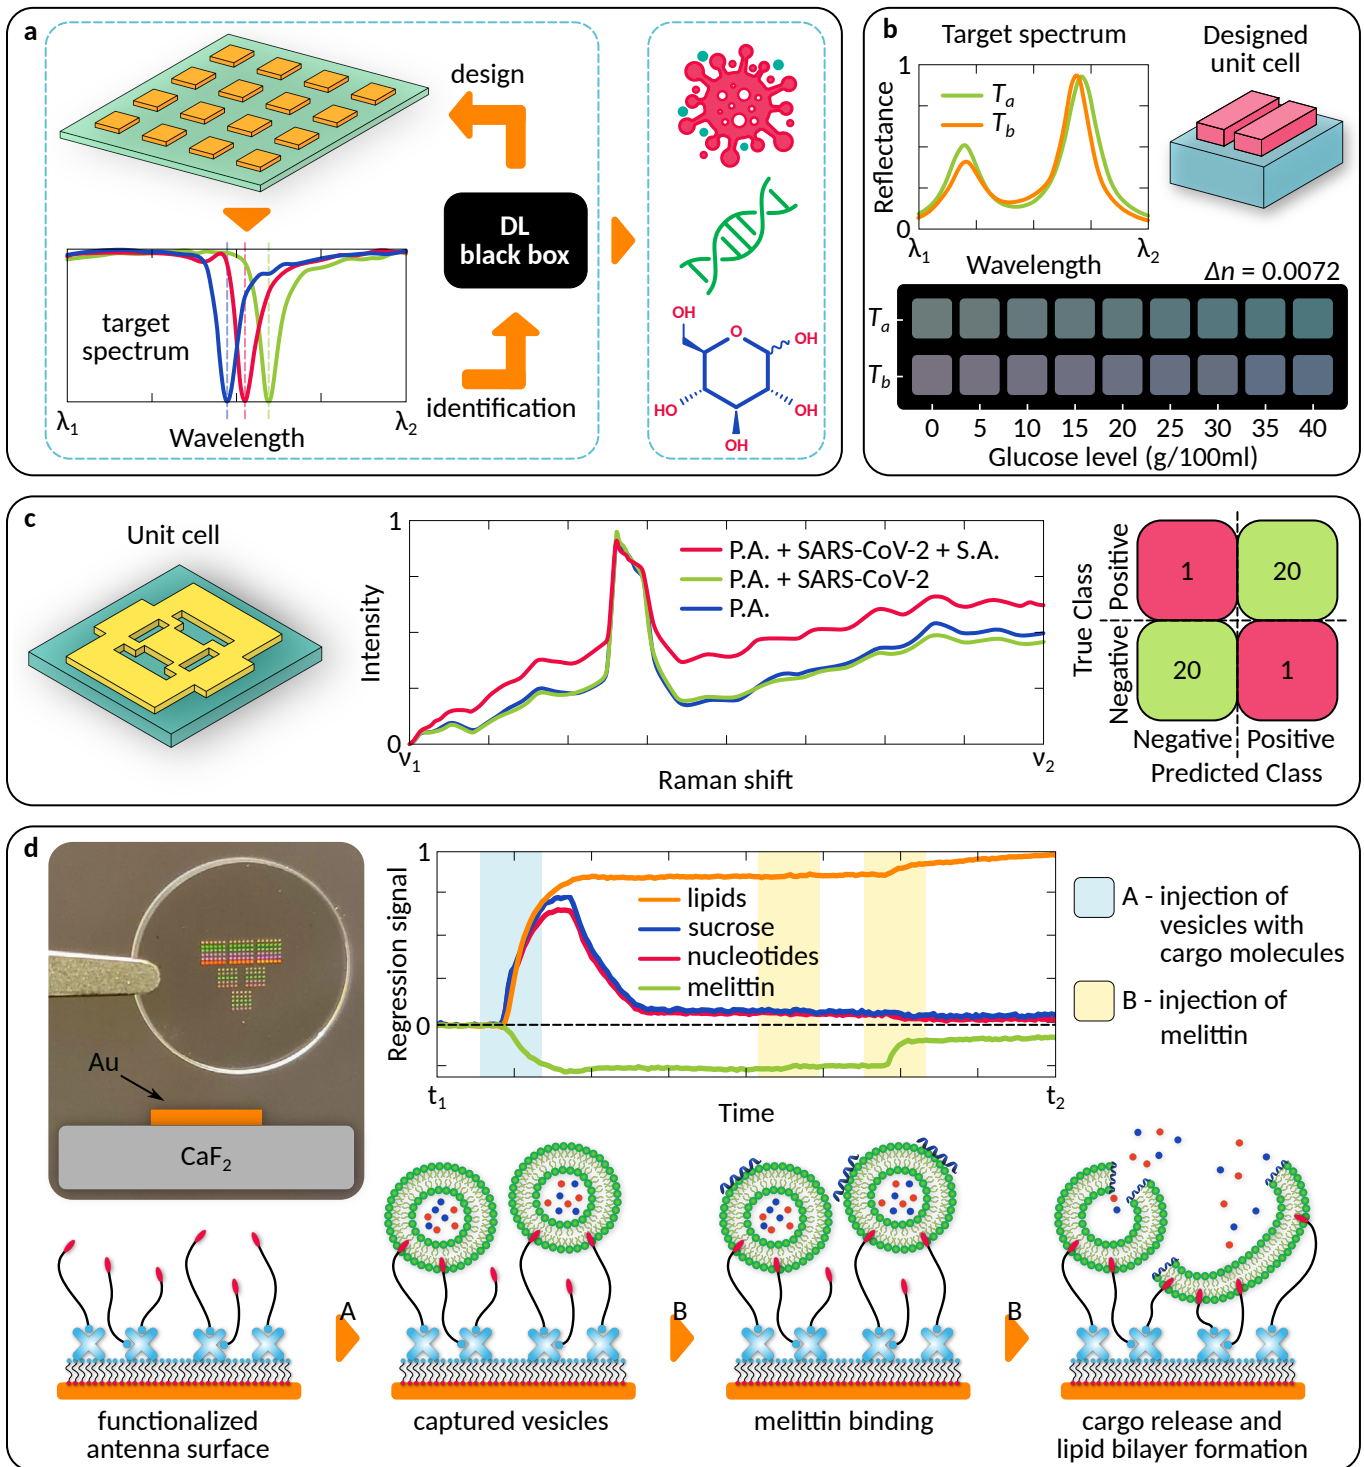 a
design
DL
black box
target
spectrum
identification
λ1
λ2
Wavelength
OH
O
OH
HO
OH
OH
b
Target spectrum
Designed
unit cell
1
Ta
Tb
Reflectance
0
λ1
λ2
Wavelength
Δn = 0.0072
Ta
Tb
0 5 10 15 20 25 30 35 40
Glucose level (g/100ml)
c
Unit cell
1
P.A. + SARS-CoV-2 + S.A.
P.A. + SARS-CoV-2
P.A.
Intensity
0
ν1
ν2
Raman shift
True Class
Positive
Negative
1 20
20 1
Negative Positive
Predicted Class
d
Au
CaF2
1
Regression signal
lipids
sucrose
nucleotides
melittin
0
t1
t2
Time
A - injection of
vesicles with
cargo molecules
B - injection of
melittin
A
B
B
functionalized
antenna surface
captured vesicles
melittin binding
cargo release and
lipid bilayer formation